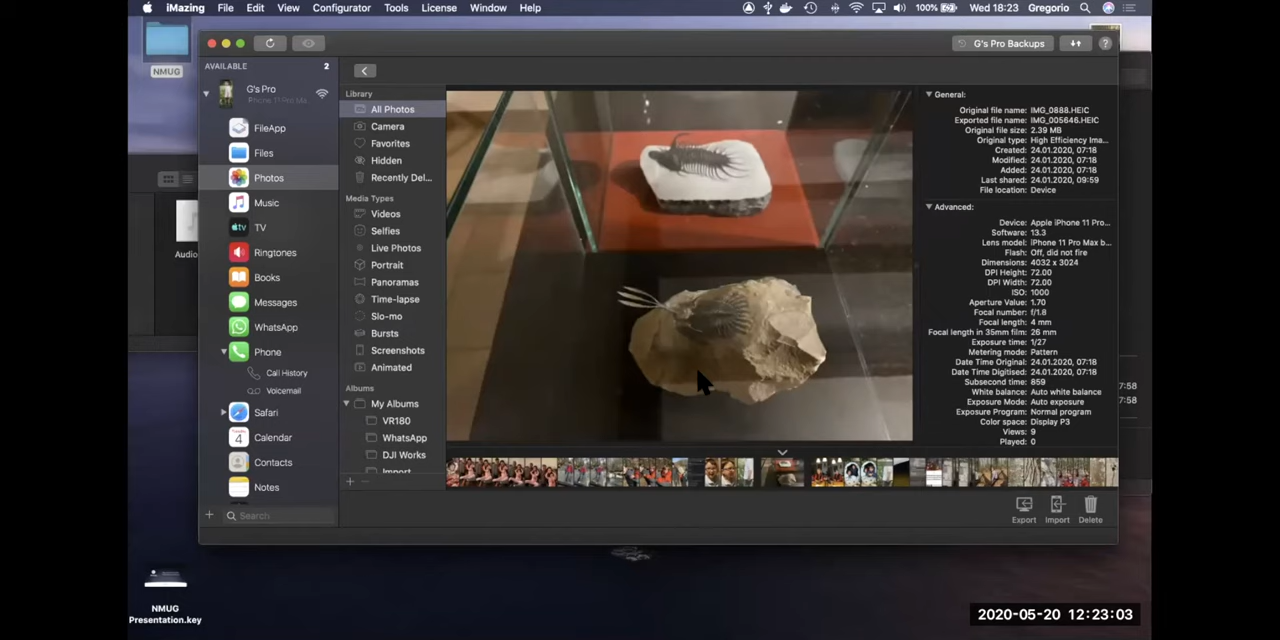 iMazing File Edit View Configurator Tools License Window Help
100% Wed 18:23 Gregorio
NMUG
G's Pro Backups
AVAILABLE 2
G's Pro
iPhone 11 Pro Ma
FileApp
Files
Photos
Music
TV
Ringtones
Books
Messages
WhatsApp
Phone
Call History
Voicemail
Safari
Calendar
Contacts
Notes
Search
Library
All Photos
Camera
Favorites
Hidden
Recently Del...
Media Types
Videos
Selfies
Live Photos
Portrait
Panoramas
Time-lapse
Slo-mo
Bursts
Screenshots
Animated
Albums
My Albums
VR180
WhatsApp
DJI Works
Import
General:
Original file name: IMG_0888.HEIC
Exported file name: IMG_005646.HEIC
Original file size: 2.39 MB
Original type: High Efficiency Ima...
Created: 24.01.2020, 07:18
Modified: 24.01.2020, 07:18
Added: 24.01.2020, 07:18
Last shared: 24.01.2020, 09:59
File location: Device
Advanced:
Device: Apple iPhone 11 Pro...
Software: 13.3
Lens model: iPhone 11 Pro Max b...
Flash: Off, did not fire
Dimensions: 4032 x 3024
DPI Height: 72.00
DPI Width: 72.00
ISO: 1000
Aperture Value: 1.70
Focal number: f/1.8
Focal length: 4 mm
Focal length in 35mm film: 26 mm
Exposure time: 1/27
Metering mode: Pattern
Date Time Original: 24.01.2020, 07:18
Date Time Digitised: 24.01.2020, 07:18
Subsecond time: 859
White balance: Auto white balance
Exposure Mode: Auto exposure
Exposure Program: Normal program
Color space: Display P3
Views: 9
Played: 0
Export Import Delete
Audio
7:58
7:58
NMUG
Presentation.key
2020-05-20 12:23:03